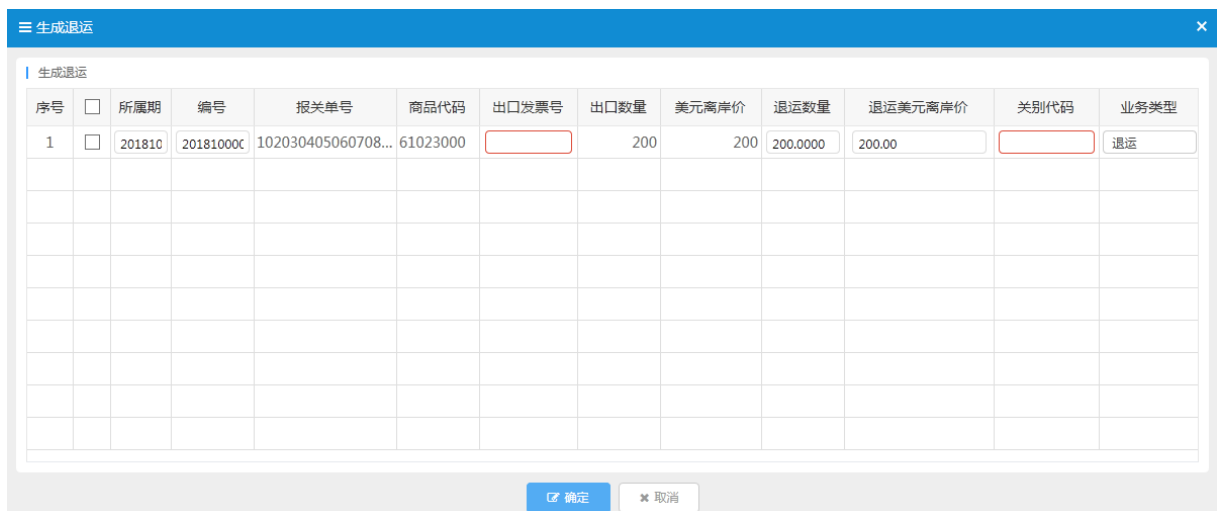 生成退运
生成退运
序号 所属期 编号 报关单号 商品代码 出口发票号 出口数量 美元离岸价 退运数量 退运美元离岸价 关别代码 业务类型
1 201810 20181000C 102030405060708... 61023000 200 200 200.0000 200.00 退运
确定 取消